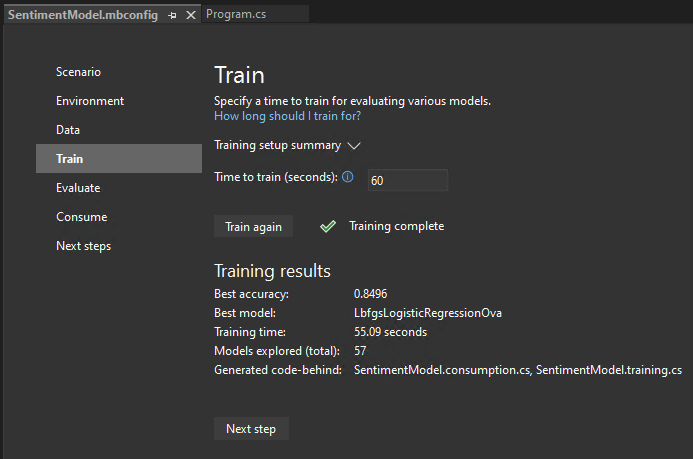 SentimentModel.mbconfig Program.cs
Scenario
Environment
Data
Train
Evaluate
Consume
Next steps
Train
Specify a time to train for evaluating various models.
How long should I train for?
Training setup summary
Time to train (seconds): 60
Train again Training complete
Training results
Best accuracy: 0.8496
Best model: LbfgsLogisticRegressionOva
Training time: 55.09 seconds
Models explored (total): 57
Generated code-behind: SentimentModel.consumption.cs, SentimentModel.training.cs
Next step